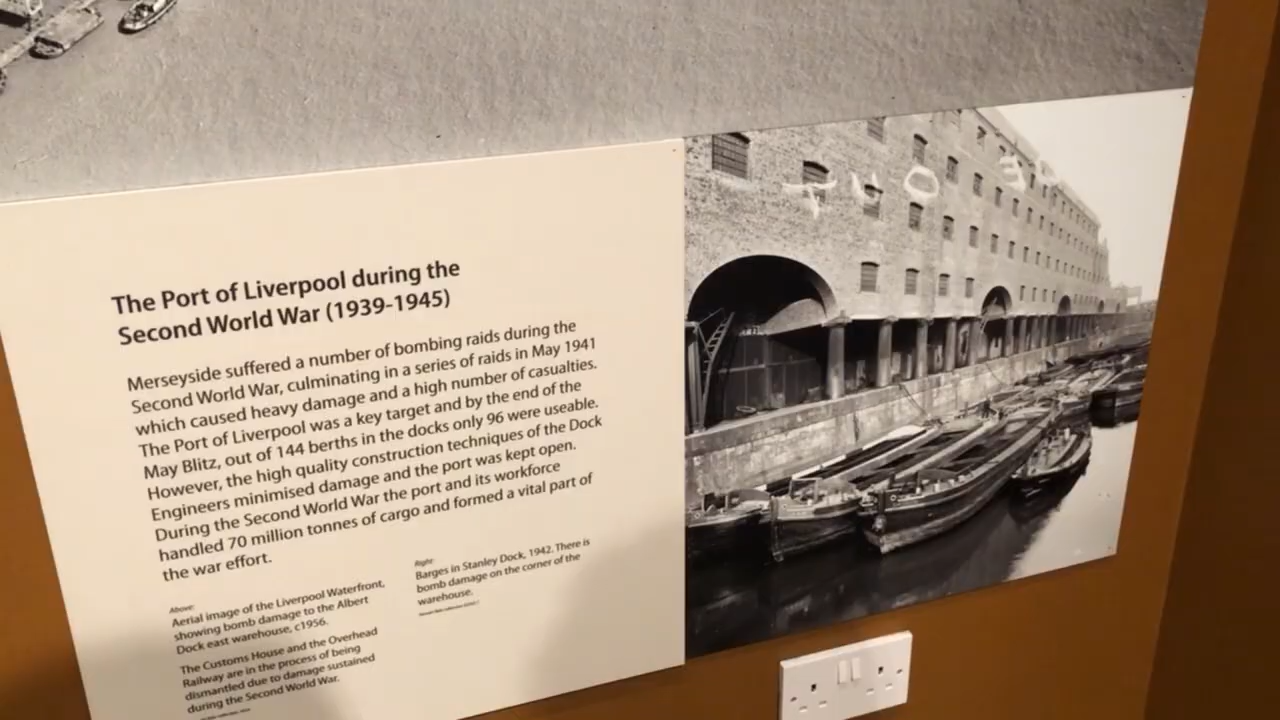 The Port of Liverpool during the
Second World War (1939-1945)
Merseyside suffered a number of bombing raids during the
Second World War, culminating in a series of raids in May 1941
which caused heavy damage and a high number of casualties.
The Port of Liverpool was a key target and by the end of the
May Blitz, out of 144 berths in the docks only 96 were useable.
However, the high quality construction techniques of the Dock
Engineers minimised damage and the port was kept open.
During the Second World War the port and its workforce
handled 70 million tonnes of cargo and formed a vital part of
the war effort.
Above:
Aerial image of the Liverpool Waterfront,
showing bomb damage to the Albert
Dock east warehouse, c1956.
The Customs House and the Overhead
Railway are in the process of being
dismantled due to damage sustained
during the Second World War.
Right:
Barges in Stanley Dock, 1942. There is
bomb damage on the corner of the
warehouse.